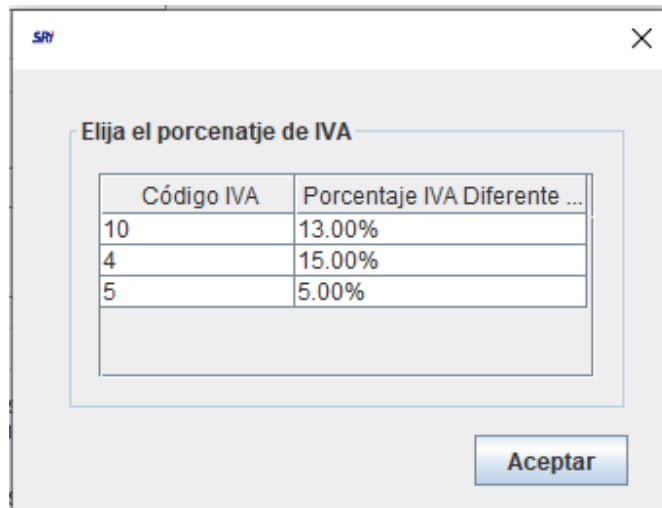 SRi
Elija el porcenatje de IVA
Código IVA Porcentaje IVA Diferente ...
10 13.00%
4 15.00%
5 5.00%
Aceptar